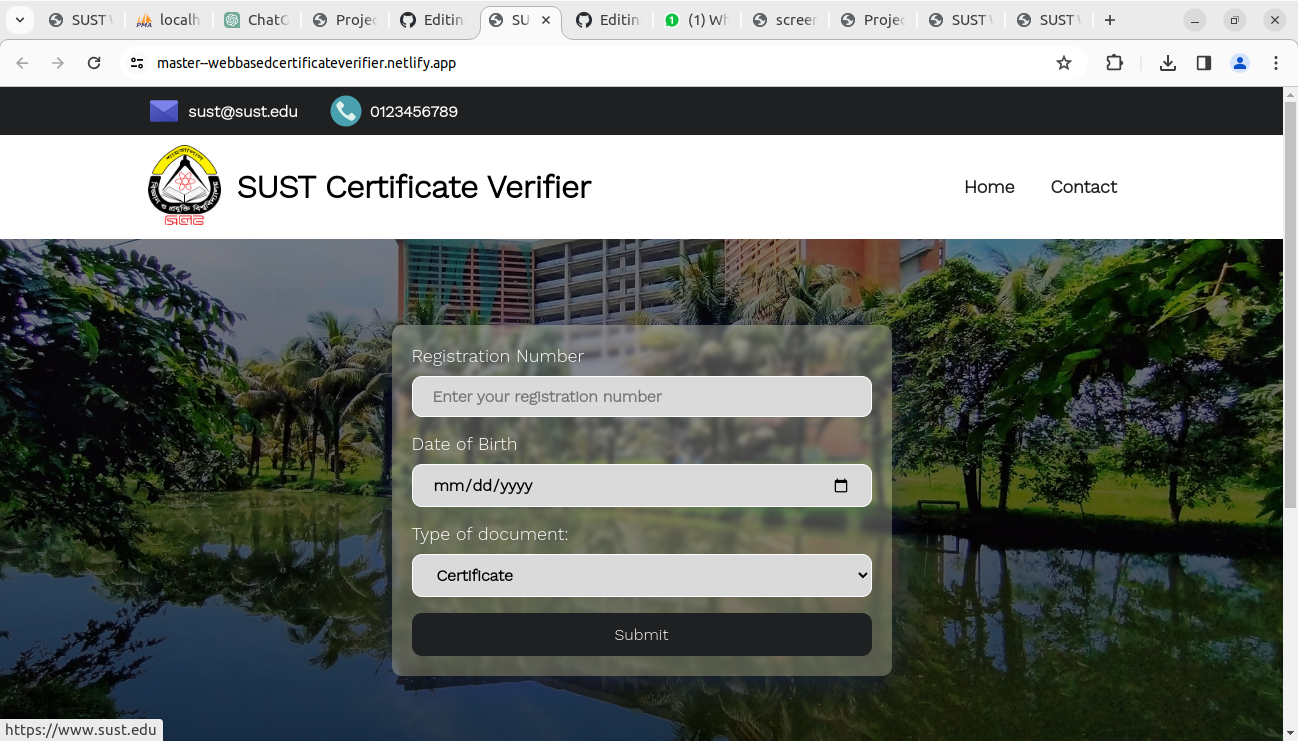 SUST
localh
ChatG
Projec
Editin
SU
Editin
(1) Wh
screen
Projec
SUST
SUST
master--webbasedcertificateverifier.netlify.app
sust@sust.edu 0123456789
SUST Certificate Verifier
Home Contact
Registration Number
Enter your registration number
Date of Birth
mm/dd/yyyy
Type of document:
Certificate
Submit
https://www.sust.edu